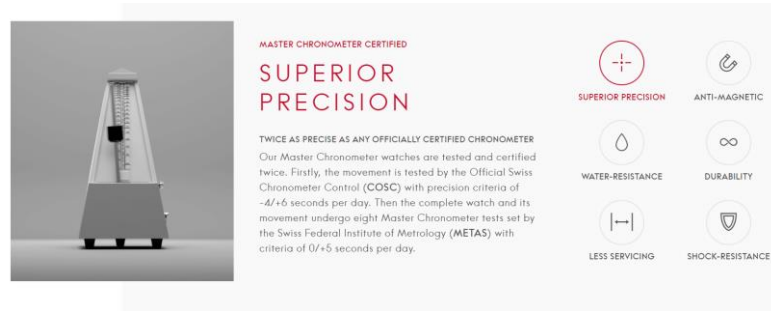 MASTER CHRONOMETER CERTIFIED
SUPERIOR
PRECISION
TWICE AS PRECISE AS ANY OFFICIALLY CERTIFIED CHRONOMETER
Our Master Chronometer watches are tested and certified
twice. Firstly, the movement is tested by the Official Swiss
Chronometer Control (COSC) with precision criteria of
-4/+6 seconds per day. Then the complete watch and its
movement undergo eight Master Chronometer tests set by
the Swiss Federal Institute of Metrology (METAS) with
criteria of 0/+5 seconds per day.
SUPERIOR PRECISION
ANTI-MAGNETIC
WATER-RESISTANCE
DURABILITY
LESS SERVICING
SHOCK-RESISTANCE